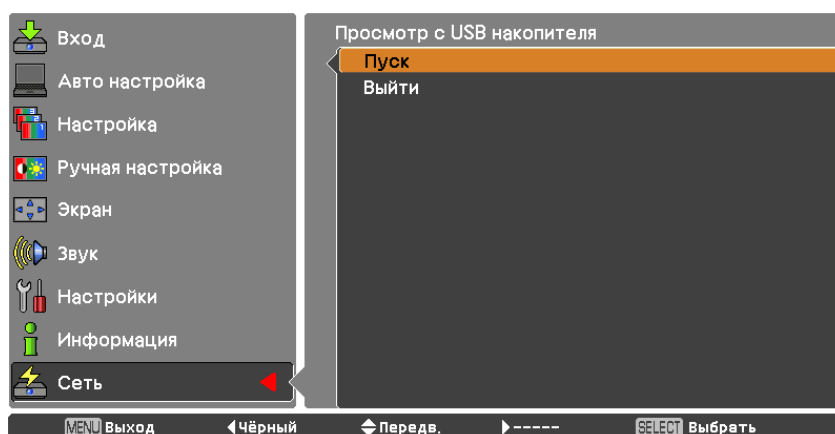 Вход
Авто настройка
Настройка
Ручная настройка
Экран
Звук
Настройки
Информация
Сеть
Просмотр с USB накопителя
Пуск
Выйти
MENU Выход Чёрный Передв. ----- SELECT Выбрать